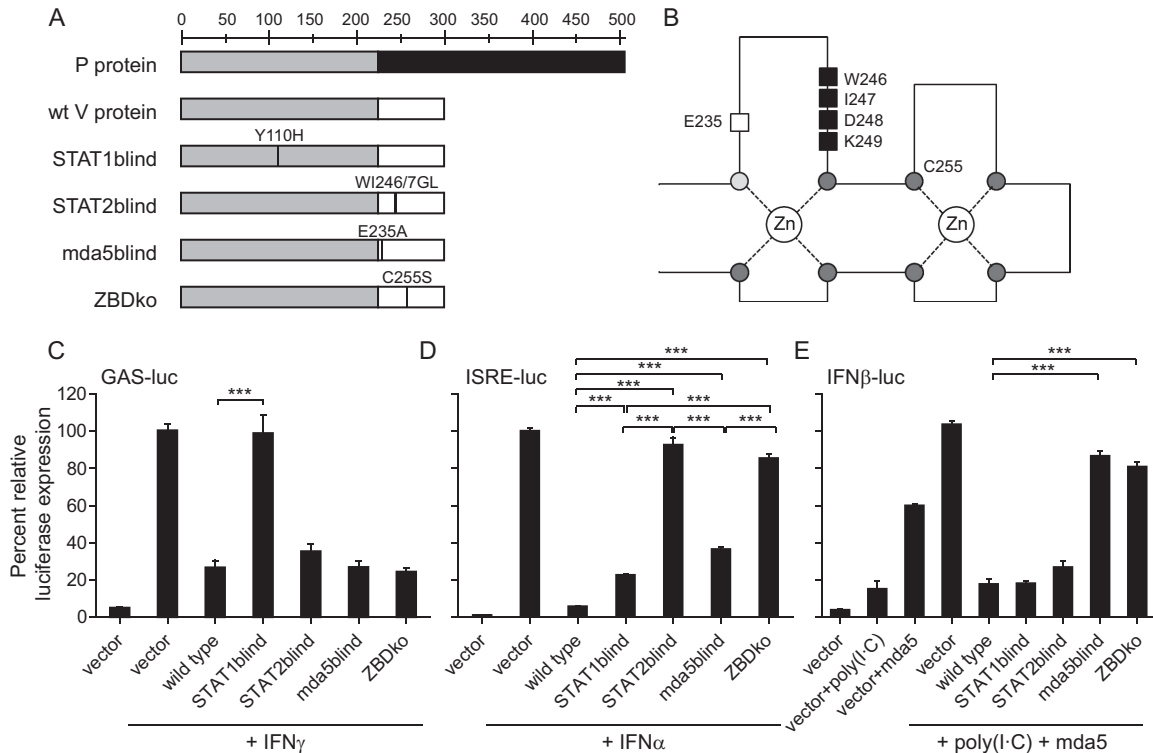 A
0 50 100 150 200 250 300 350 400 450 500
P protein
wt V protein
Y110H
STAT1blind
WI246/7GL
STAT2blind
E235A
mda5blind
C255S
ZBDko
B
W246
I247
E235
D248
K249
C255
Zn Zn
C
GAS-luc
***
120
100
80
60
40
20
0
Percent relative
luciferase expression
vector
vector
wild type
STAT1blind
STAT2blind
mda5blind
ZBDko
+ IFNγ
D
ISRE-luc
***
***
***
*** ***
*** *** ***
vector
vector
wild type
STAT1blind
STAT2blind
mda5blind
ZBDko
+ IFNα
E
IFNβ-luc
***
***
vector
vector+poly(I·C)
vector+mda5
vector
wild type
STAT1blind
STAT2blind
mda5blind
ZBDko
+ poly(I·C) + mda5